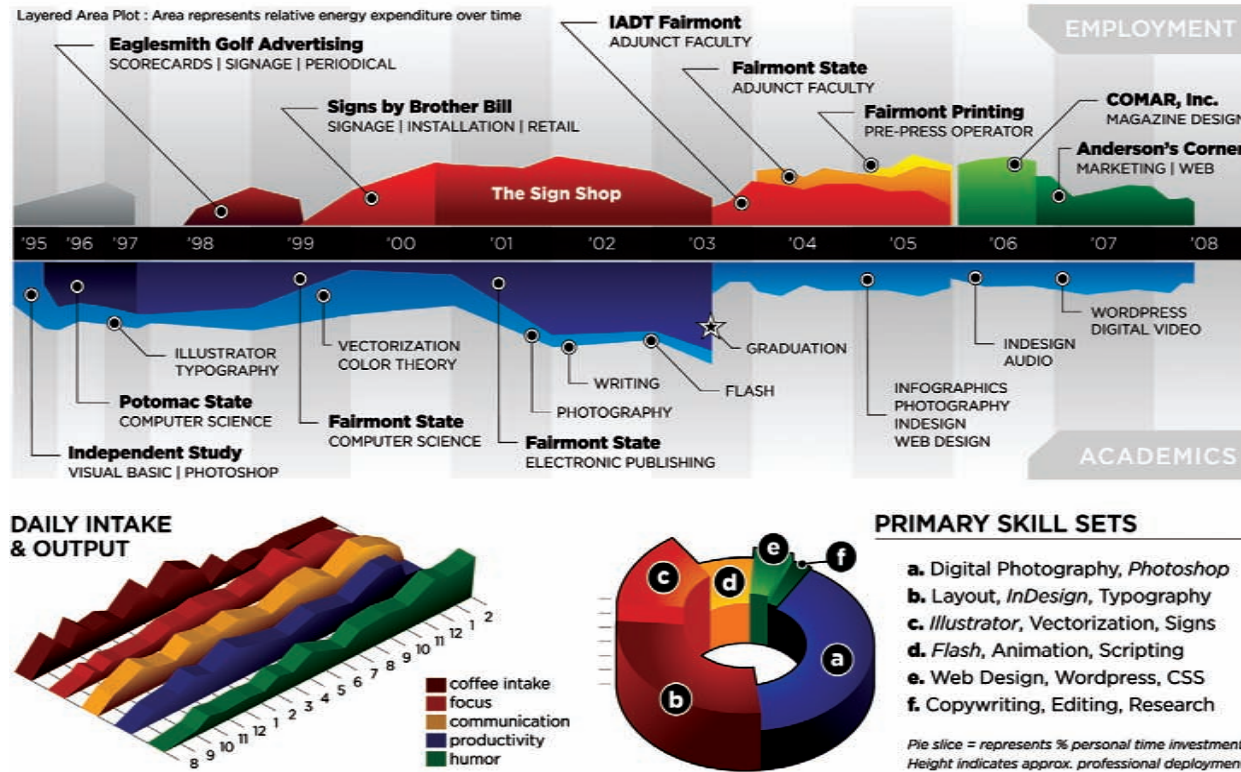 Layered Area Plot : Area represents relative energy expenditure over time
EMPLOYMENT
Eaglesmith Golf Advertising
SCORECARDS | SIGNAGE | PERIODICAL
Signs by Brother Bill
SIGNAGE | INSTALLATION | RETAIL
IADT Fairmont
ADJUNCT FACULTY
Fairmont State
ADJUNCT FACULTY
Fairmont Printing
PRE-PRESS OPERATOR
COMAR, Inc.
MAGAZINE DESIGN
Anderson's Corner
MARKETING | WEB
The Sign Shop
'95 '96 '97 '98 '99 '00 '01 '02 '03 '04 '05 '06 '07 '08
ILLUSTRATOR
TYPOGRAPHY
Potomac State
COMPUTER SCIENCE
Independent Study
VISUAL BASIC | PHOTOSHOP
VECTORIZATION
COLOR THEORY
Fairmont State
COMPUTER SCIENCE
WRITING
PHOTOGRAPHY
Fairmont State
ELECTRONIC PUBLISHING
GRADUATION
FLASH
INFOGRAPHICS
PHOTOGRAPHY
INDESIGN
WEB DESIGN
INDESIGN
AUDIO
WORDPRESS
DIGITAL VIDEO
ACADEMICS
DAILY INTAKE
& OUTPUT
8 9 10 11 12 1 2 3 4 5 6 7 8 9 10 11 12 1 2
coffee intake
focus
communication
productivity
humor
a
b
c
d
e
f
PRIMARY SKILL SETS
a. Digital Photography, Photoshop
b. Layout, InDesign, Typography
c. Illustrator, Vectorization, Signs
d. Flash, Animation, Scripting
e. Web Design, Wordpress, CSS
f. Copywriting, Editing, Research
Pie slice = represents % personal time investment
Height indicates approx. professional deployment